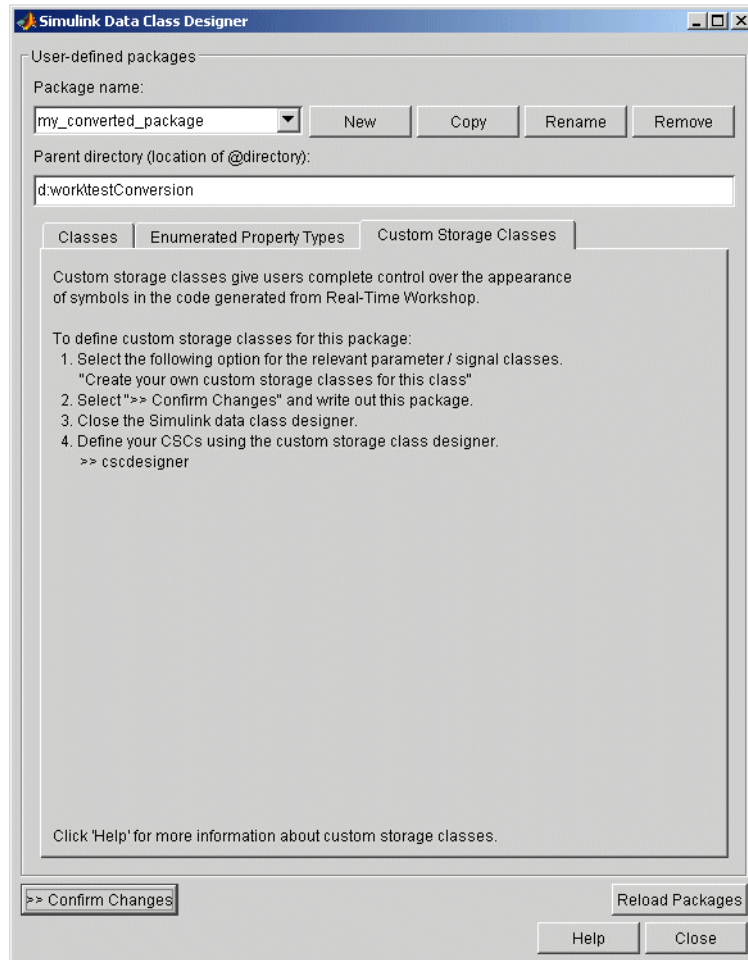 Simulink Data Class Designer
User-defined packages
Package name:
my_converted_package New Copy Rename Remove
Parent directory (location of @directory):
d:work\testConversion
Classes Enumerated Property Types Custom Storage Classes
Custom storage classes give users complete control over the appearance
of symbols in the code generated from Real-Time Workshop.
To define custom storage classes for this package:
1. Select the following option for the relevant parameter / signal classes.
"Create your own custom storage classes for this class"
2. Select ">> Confirm Changes" and write out this package.
3. Close the Simulink data class designer.
4. Define your CSCs using the custom storage class designer.
>> cscdesigner
Click 'Help' for more information about custom storage classes.
>> Confirm Changes Reload Packages
Help Close